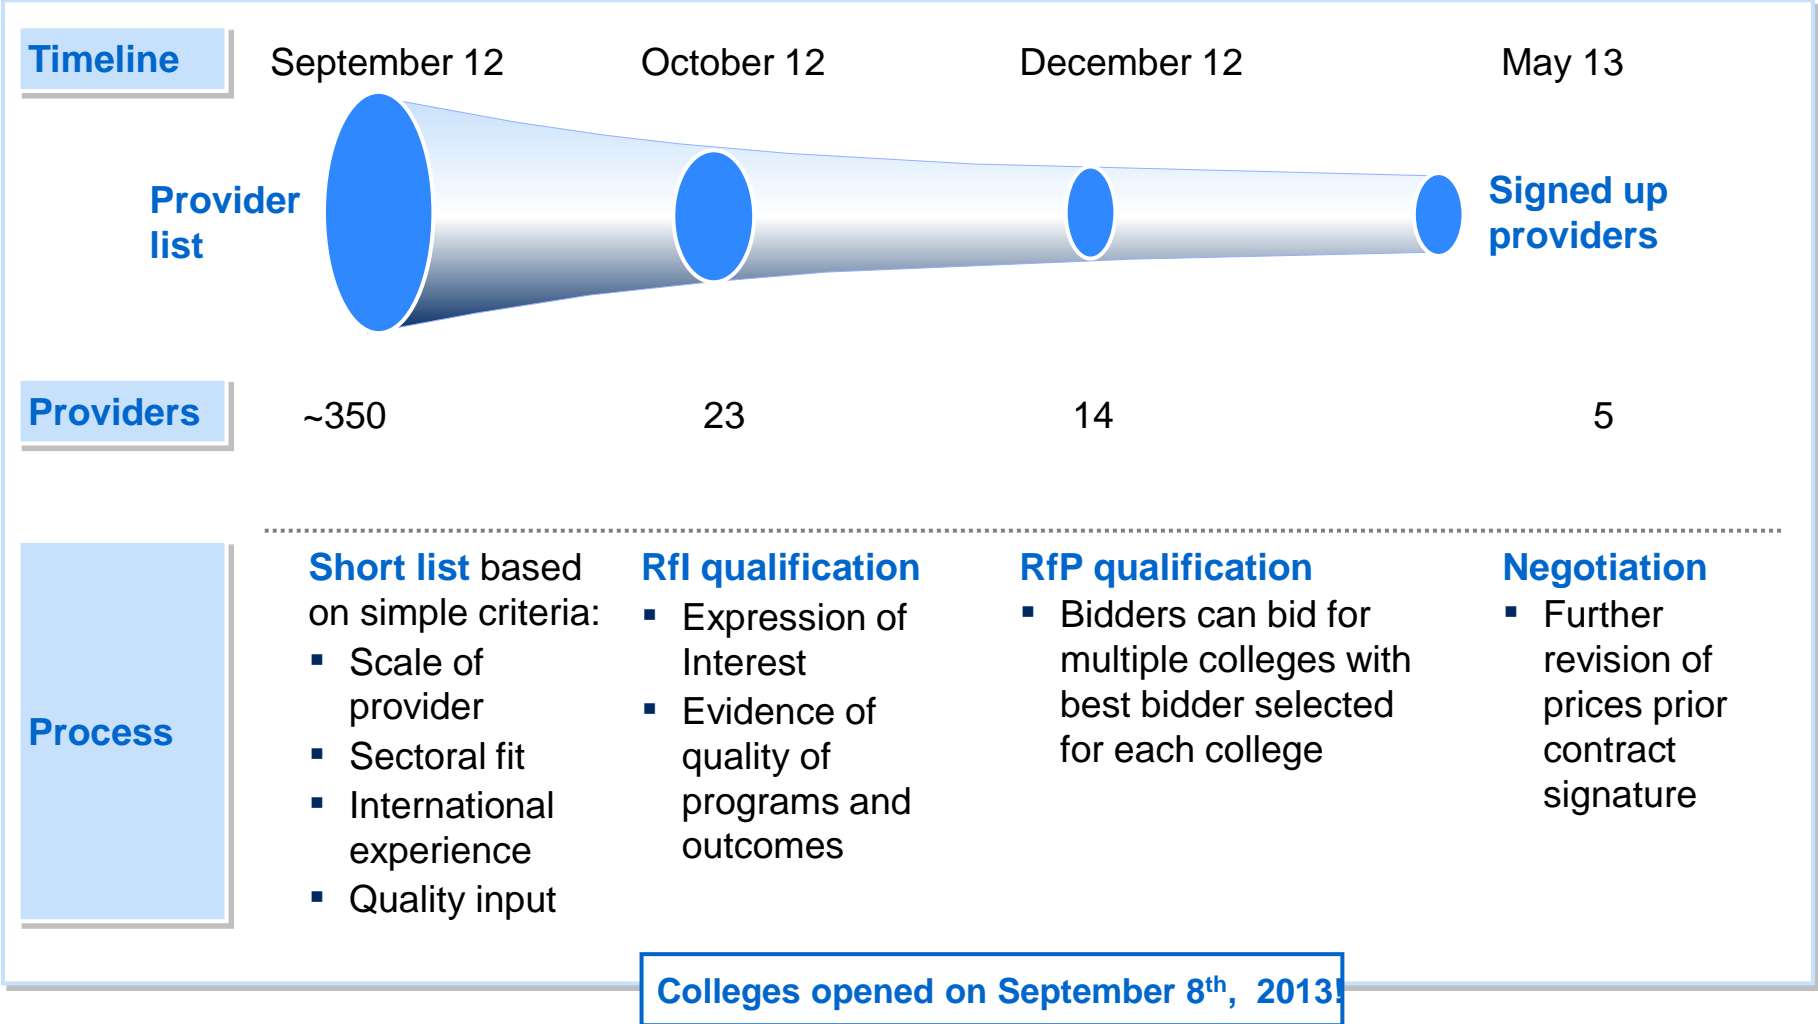 Timeline
September 12
October 12
December 12
May 13
Provider
list
Signed up
providers
Providers
~350
23
14
5
Process
Short list based
on simple criteria:
▪ Scale of
provider
▪ Sectoral fit
▪ International
experience
▪ Quality input
RfI qualification
▪ Expression of
Interest
▪ Evidence of
quality of
programs and
outcomes
RfP qualification
▪ Bidders can bid for
multiple colleges with
best bidder selected
for each college
Negotiation
▪ Further
revision of
prices prior
contract
signature
Colleges opened on September 8th, 2013!